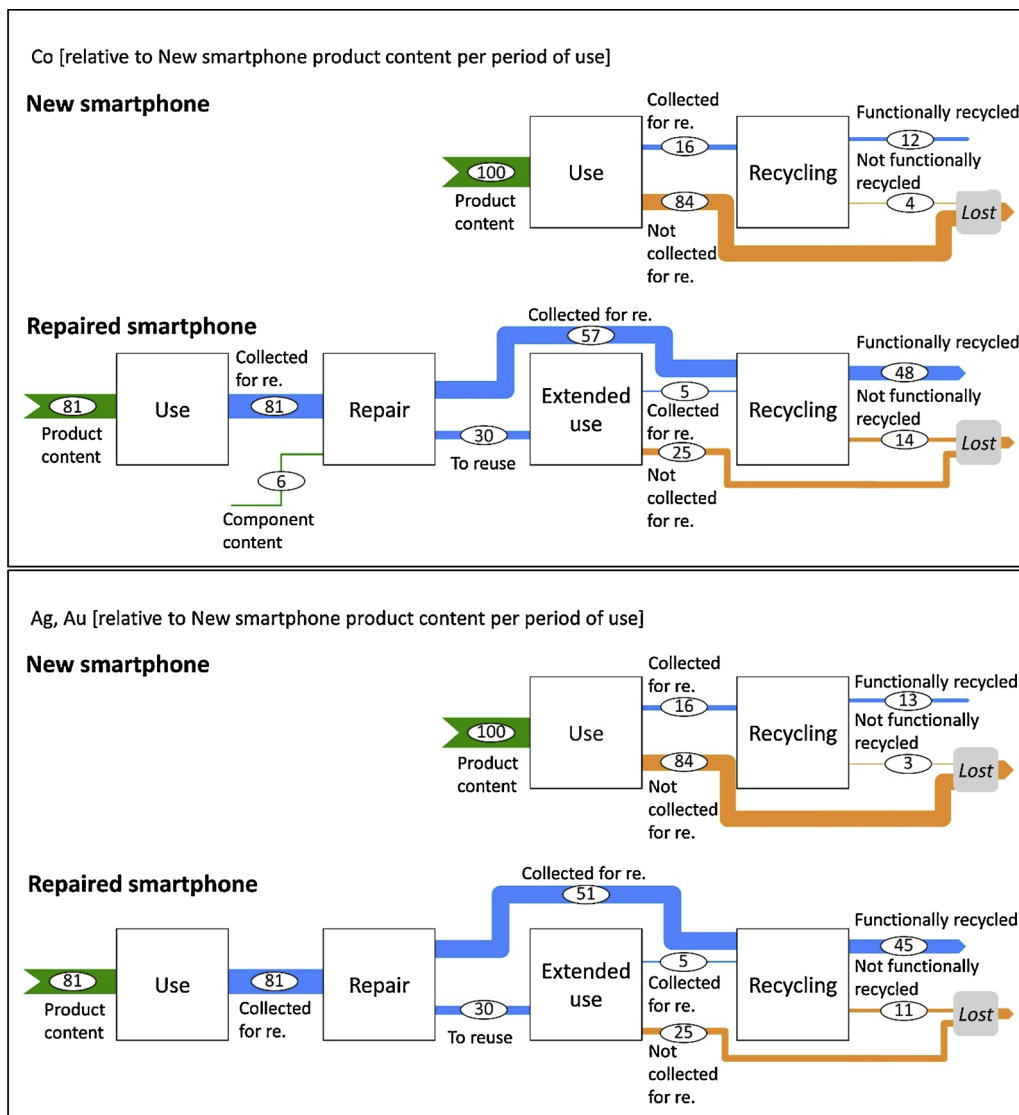 Co [relative to New smartphone product content per period of use]
New smartphone
Collected
for re.
16
Functionally recycled
12
100
Use
Recycling
Not functionally
recycled
4
Product
content
84
Lost
Not
collected
for re.
Repaired smartphone
Collected for re.
57
Functionally recycled
48
Collected
for re.
81
Use
81
Repair
Extended
use
5
Recycling
Not functionally
recycled
14
Product
content
30
To reuse
Collected
for re.
25
Lost
6
Not
collected
for re.
Component
content
Ag, Au [relative to New smartphone product content per period of use]
New smartphone
Collected
for re.
16
Functionally recycled
13
100
Use
Recycling
Not functionally
recycled
3
Product
content
84
Lost
Not
collected
for re.
Repaired smartphone
Collected for re.
51
Functionally recycled
45
81
Use
81
Repair
Extended
use
5
Recycling
Not functionally
recycled
11
Product
content
Collected
for re.
30
To reuse
Collected
for re.
25
Lost
Not
collected
for re.